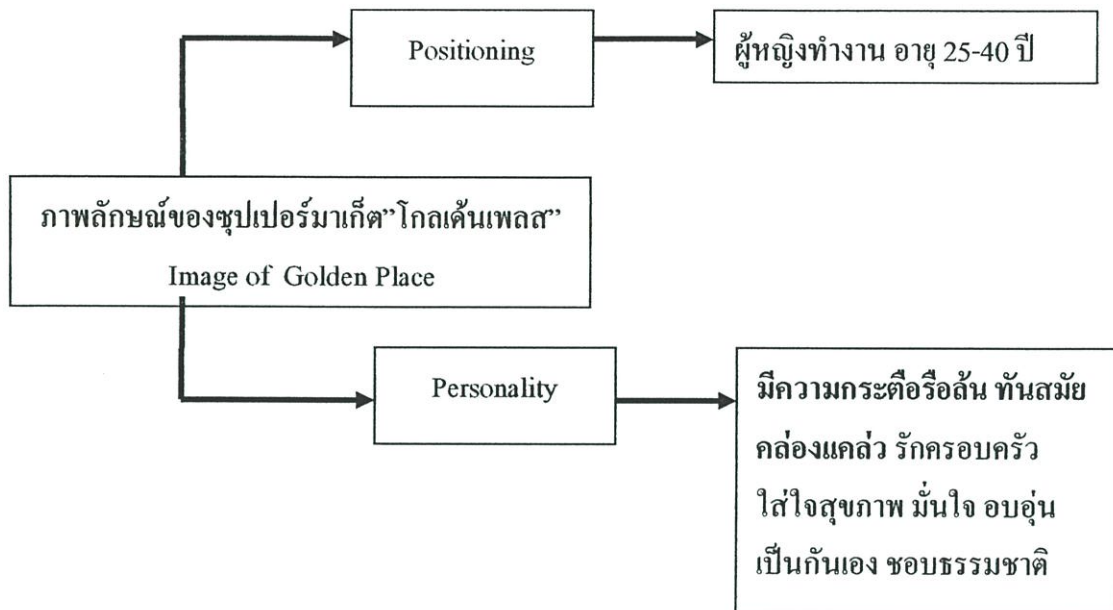 Positioning
ผู้หญิงทำงาน อายุ 25-40 ปี
ภาพลักษณ์ของซุปเปอร์มาเก็ต”โกลเด้นเพลส”
Image of Golden Place
Personality
มีความกระตือรือล้น ทันสมัย
คล่องแคล่ว รักครอบครัว
ใส่ใจสุขภาพ มั่นใจ อบอุ่น
เป็นกันเอง ชอบธรรมชาติ